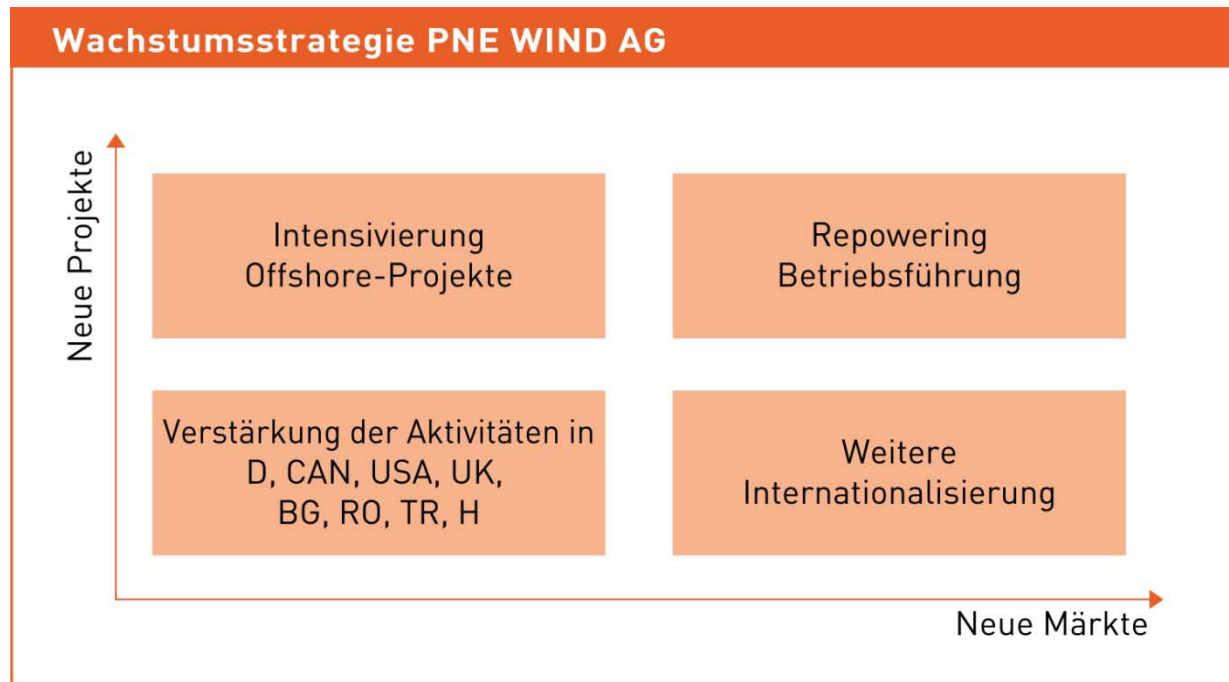 Wachstumsstrategie PNE WIND AG
Neue Projekte
Intensivierung
Offshore-Projekte
Repowering
Betriebsführung
Verstärkung der Aktivitäten in
D, CAN, USA, UK,
BG, RO, TR, H
Weitere
Internationalisierung
Neue Märkte